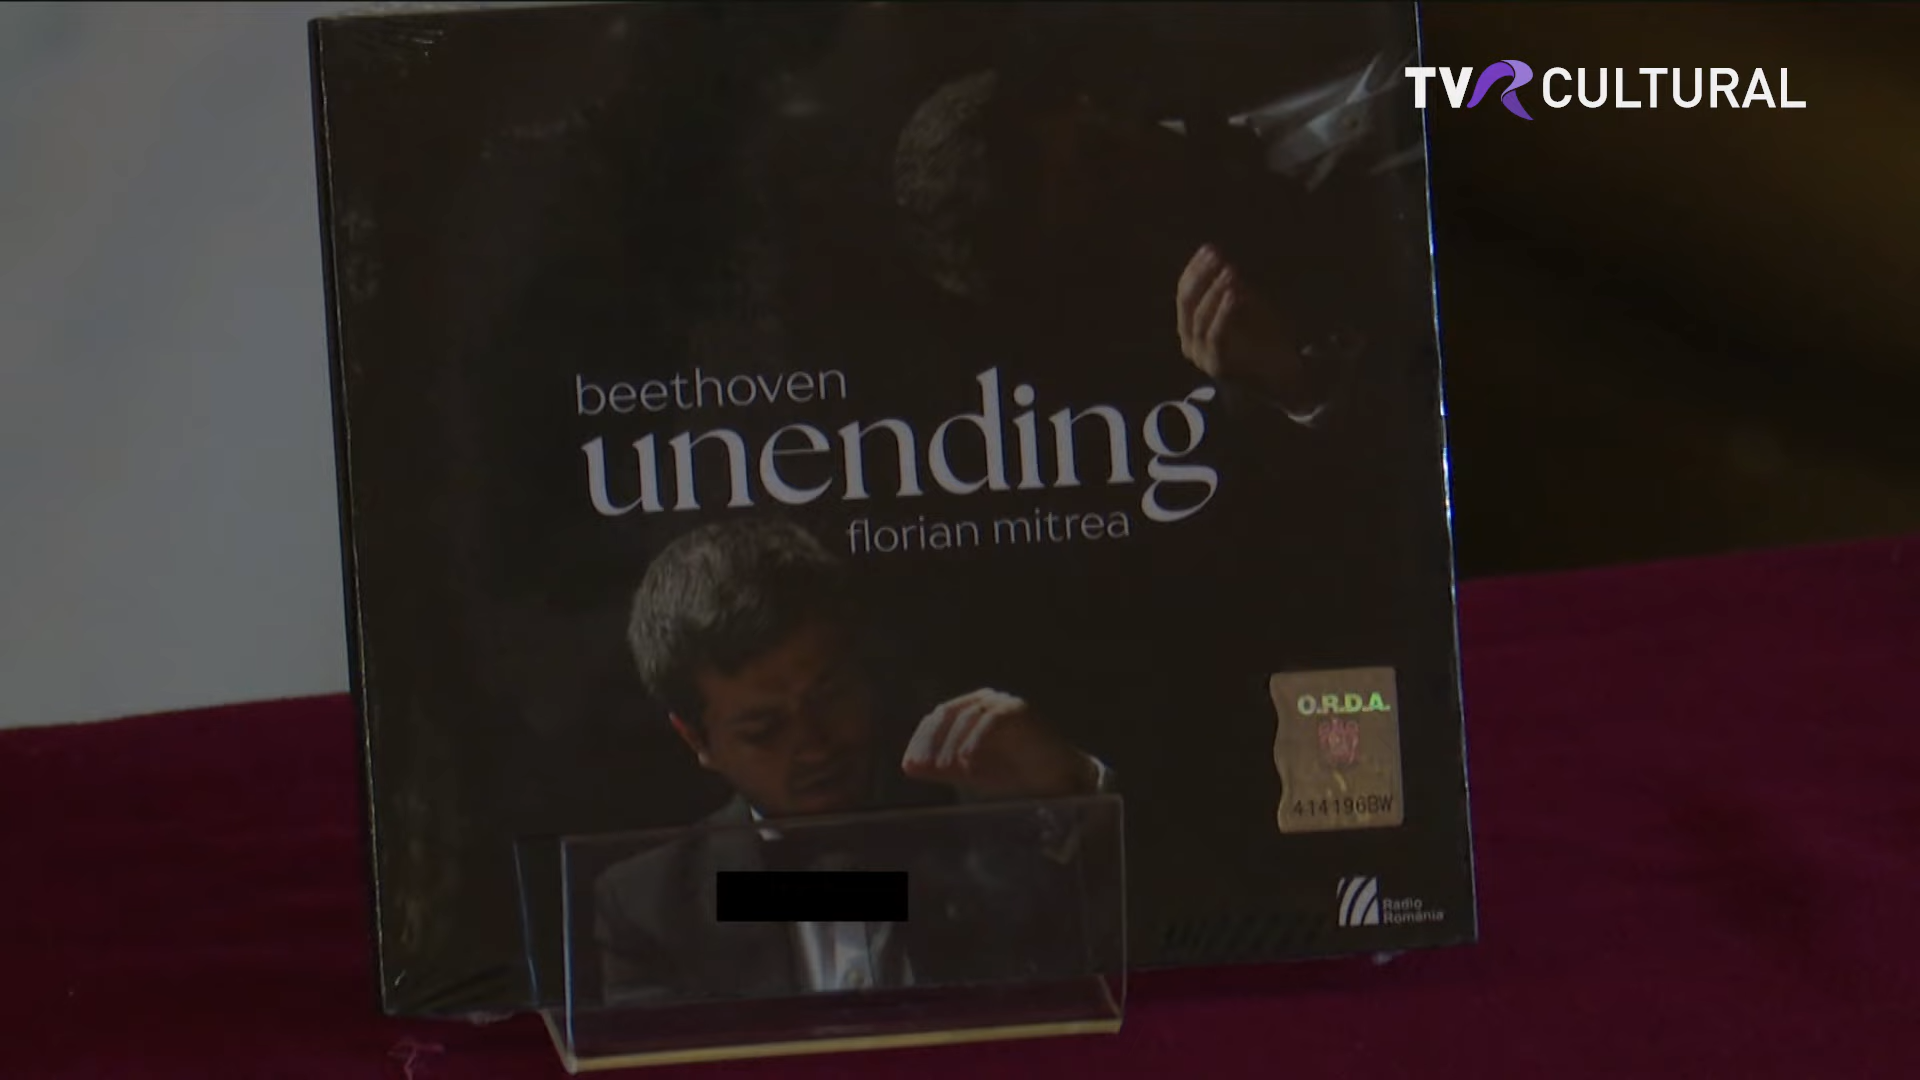 TVR CULTURAL
beethoven
unending
florian mitrea
O.R.D.A.
414196BW
Radio
România